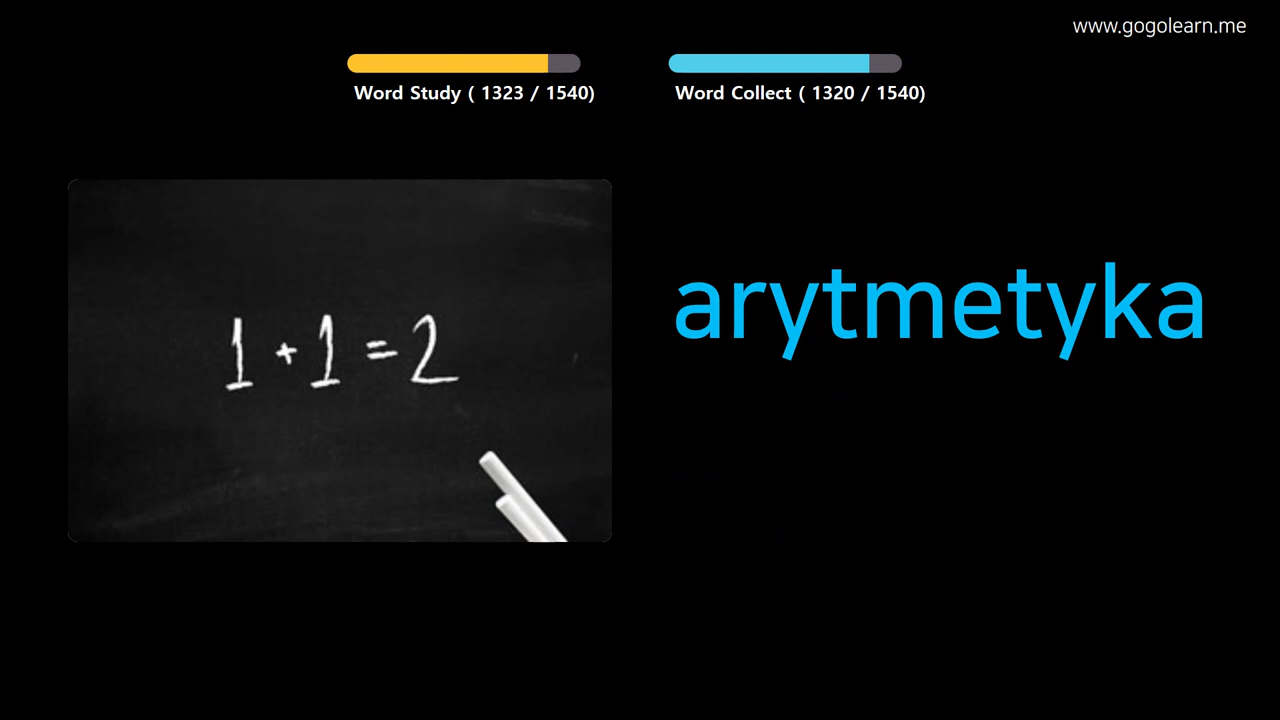 www.gogolearn.me
Word Study ( 1323 / 1540)
Word Collect ( 1320 / 1540)
arytmetyka
1 + 1 = 2